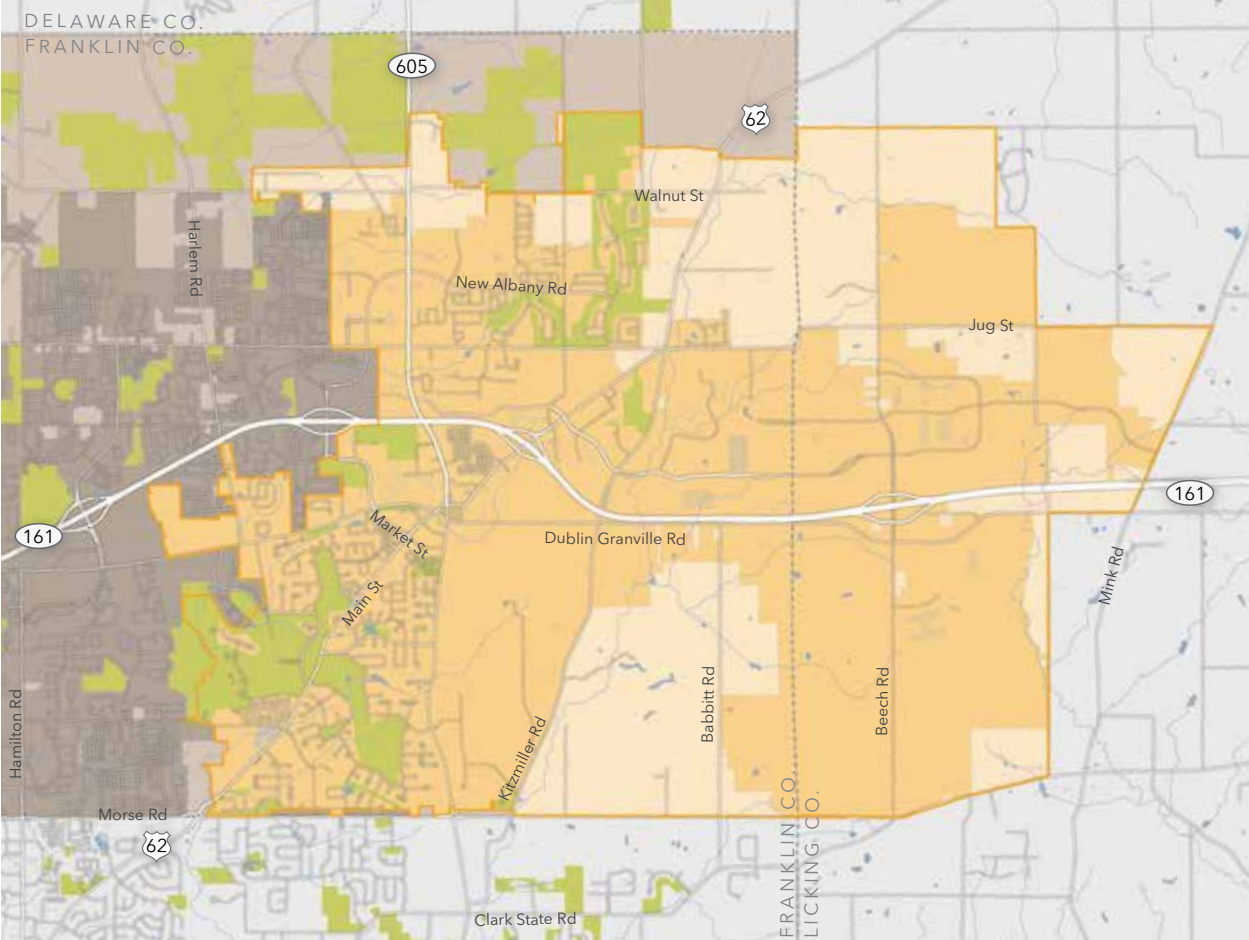 DELAWARE CO.
FRANKLIN CO.
605
62
Walnut St
Harlem Rd
New Albany Rd
Jug St
161
161
Market St
Dublin Granville Rd
Mink Rd
Main St
Hamilton Rd
Babbitt Rd
Beech Rd
Kitzmiller Rd
Morse Rd
62
FRANKLIN CO.
LICKING CO.
Clark State Rd